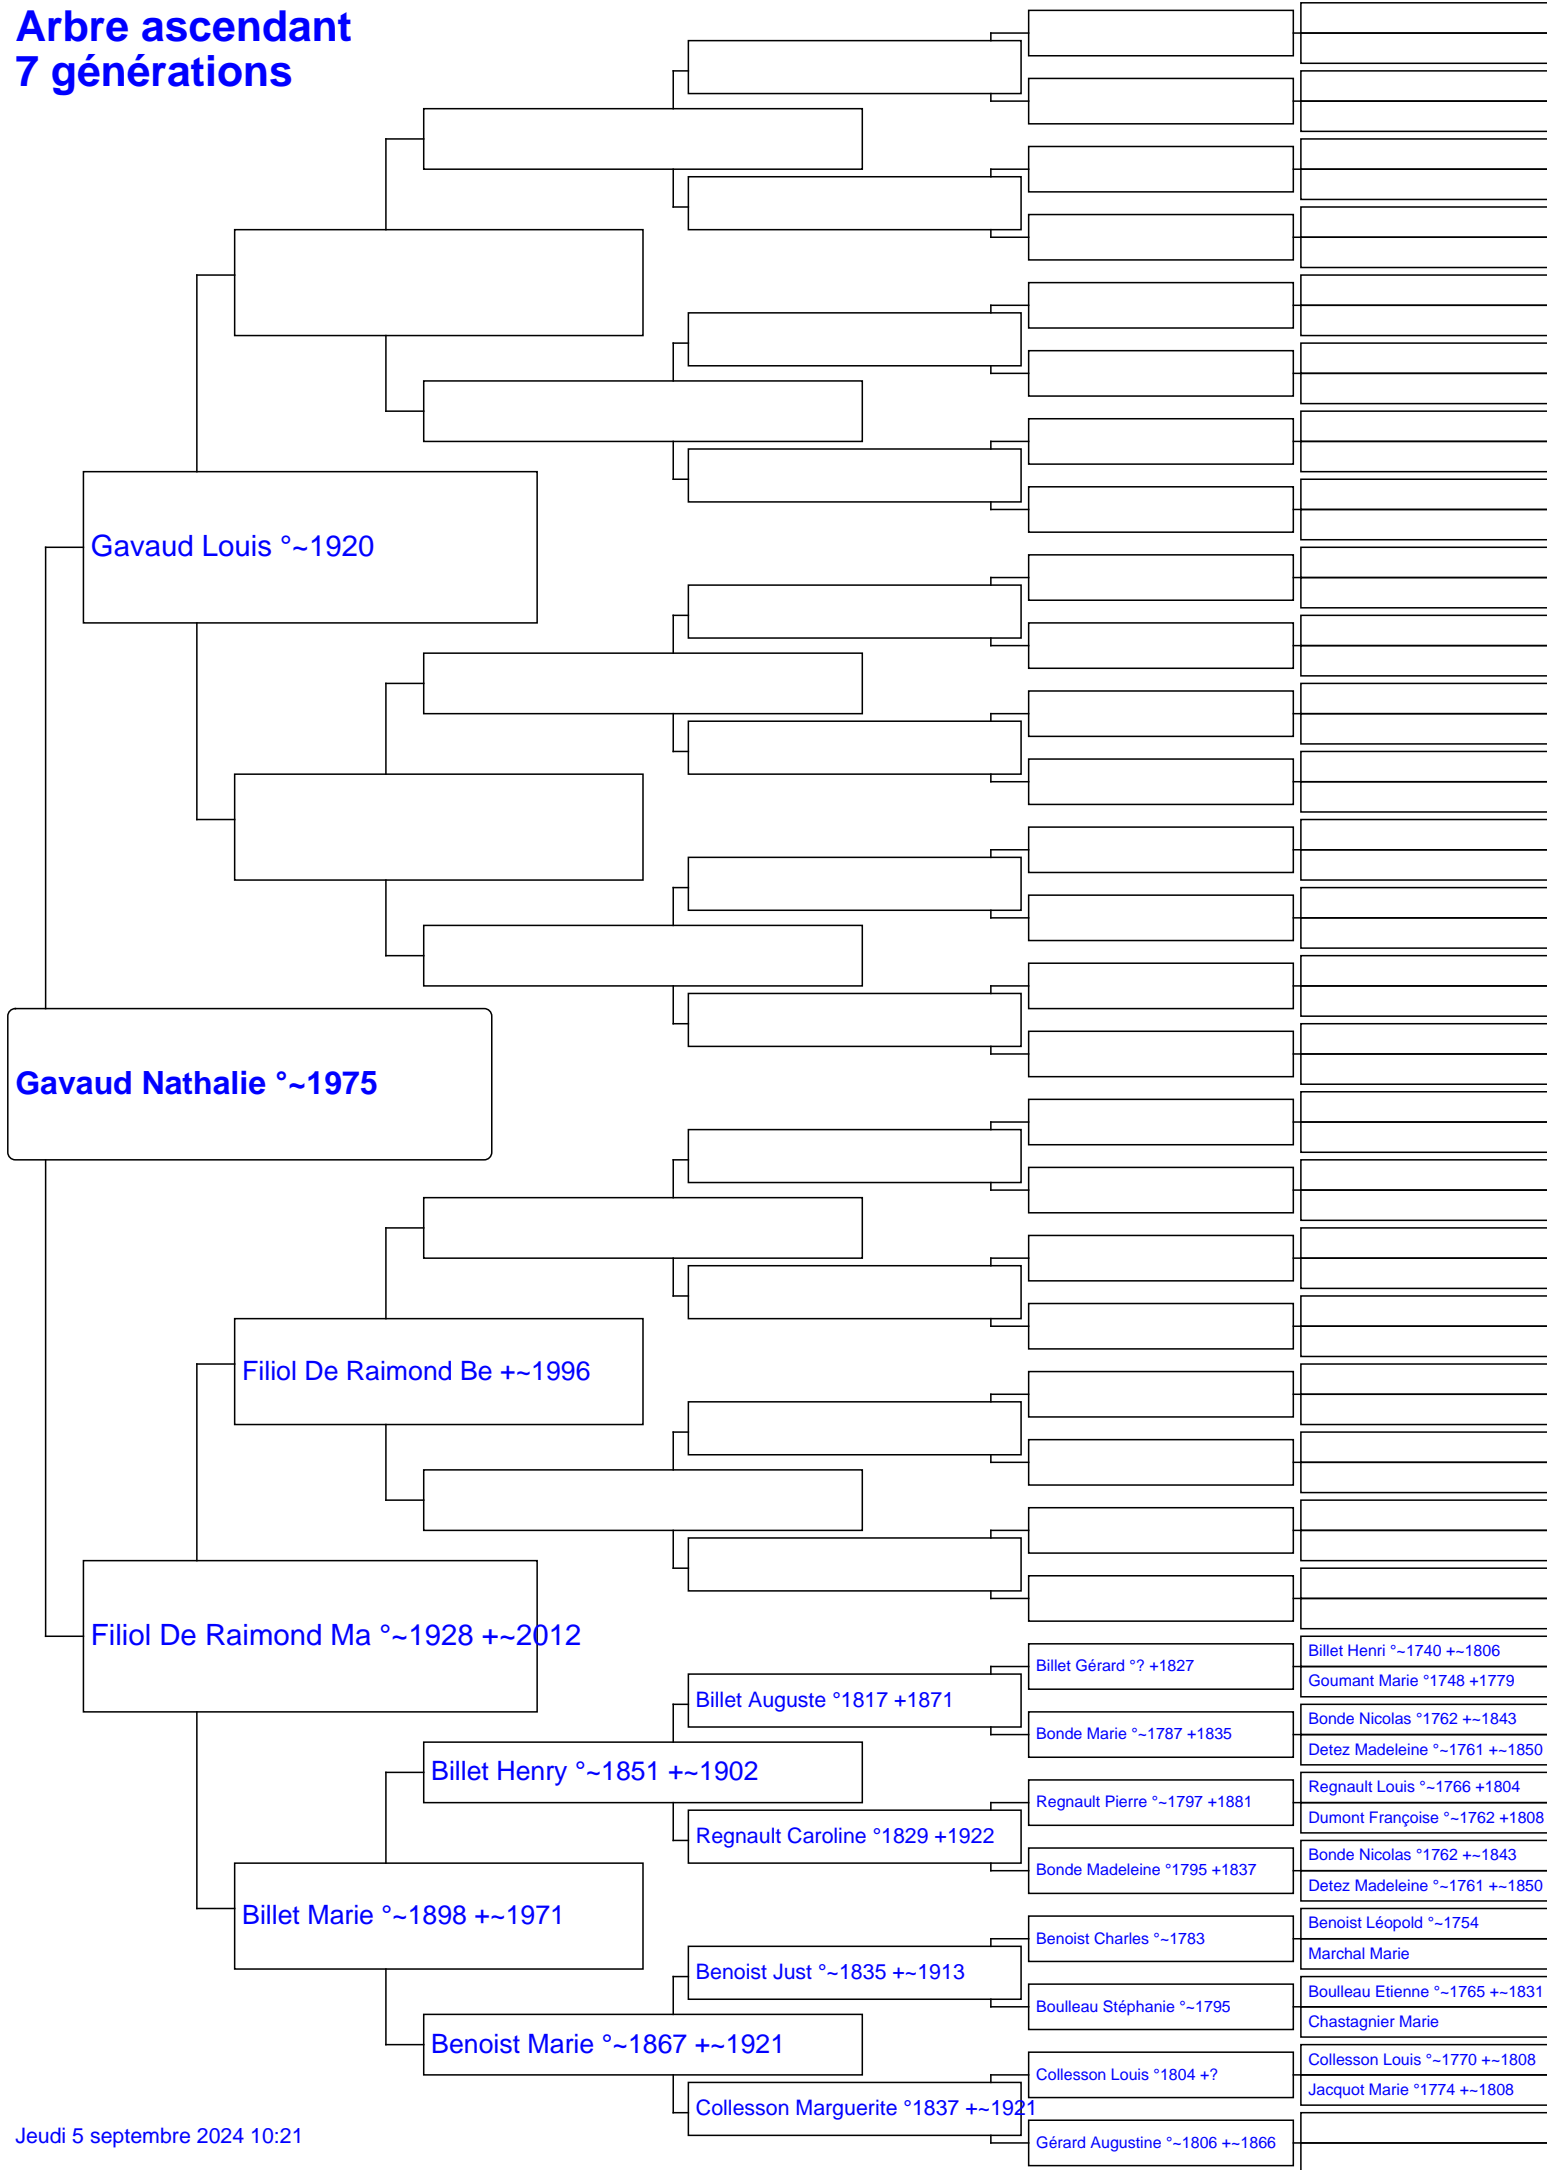 Arbre ascendant
7 générations
Gavaud Louis °~1920
Gavaud Nathalie °~1975
Filiol De Raimond Be +~1996
Filiol De Raimond Ma °~1928 +~2012
Billet Henri °~1740 +~1806
Billet Gérard °? +1827
Goumant Marie °1748 +1779
Billet Auguste °1817 +1871
Bonde Nicolas °1762 +~1843
Bonde Marie °~1787 +1835
Detez Madeleine °~1761 +~1850
Billet Henry °~1851 +~1902
Regnault Louis °~1766 +1804
Regnault Pierre °~1797 +1881
Dumont Françoise °~1762 +1808
Regnault Caroline °1829 +1922
Bonde Nicolas °1762 +~1843
Bonde Madeleine °1795 +1837
Detez Madeleine °~1761 +~1850
Billet Marie °~1898 +~1971
Benoist Léopold °~1754
Benoist Charles °~1783
Marchal Marie
Benoist Just °~1835 +~1913
Boulleau Etienne °~1765 +~1831
Boulleau Stéphanie °~1795
Chastagnier Marie
Benoist Marie °~1867 +~1921
Collesson Louis °~1770 +~1808
Collesson Louis °1804 +?
Jacquot Marie °1774 +~1808
Collesson Marguerite °1837 +~1921
Gérard Augustine °~1806 +~1866
Jeudi 5 septembre 2024 10:21